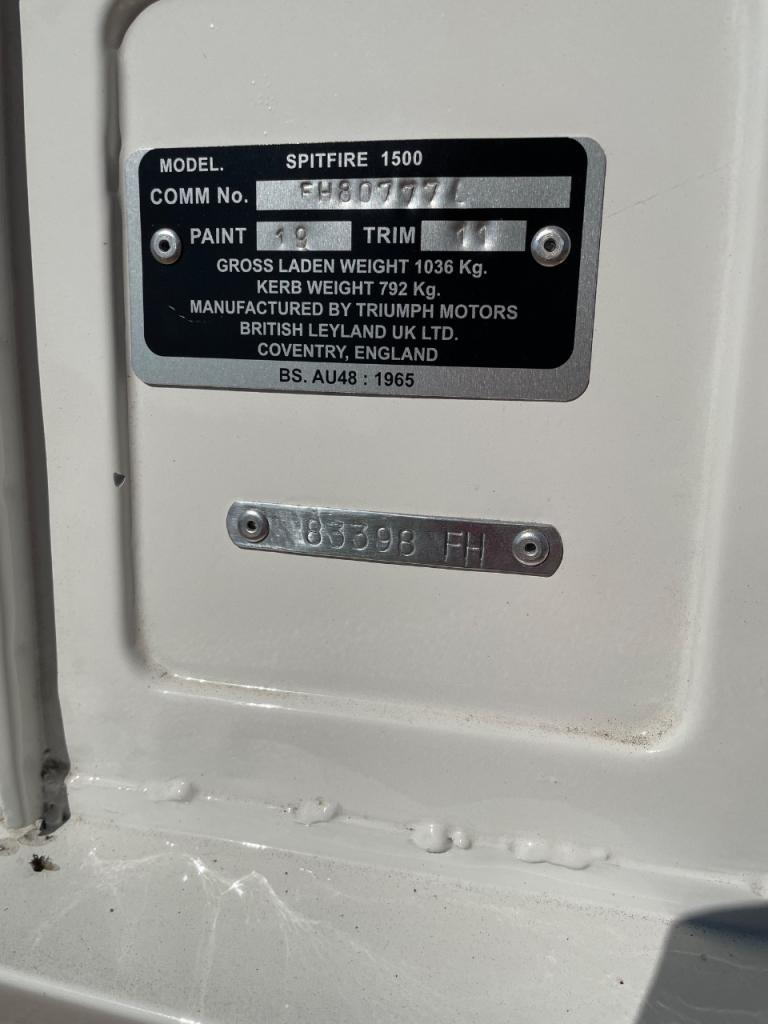 MODEL. SPITFIRE 1500
COMM No. FH80777L
PAINT 19 TRIM 11
GROSS LADEN WEIGHT 1036 Kg.
KERB WEIGHT 792 Kg.
MANUFACTURED BY TRIUMPH MOTORS
BRITISH LEYLAND UK LTD.
COVENTRY, ENGLAND
BS. AU48 : 1965
83398 FH